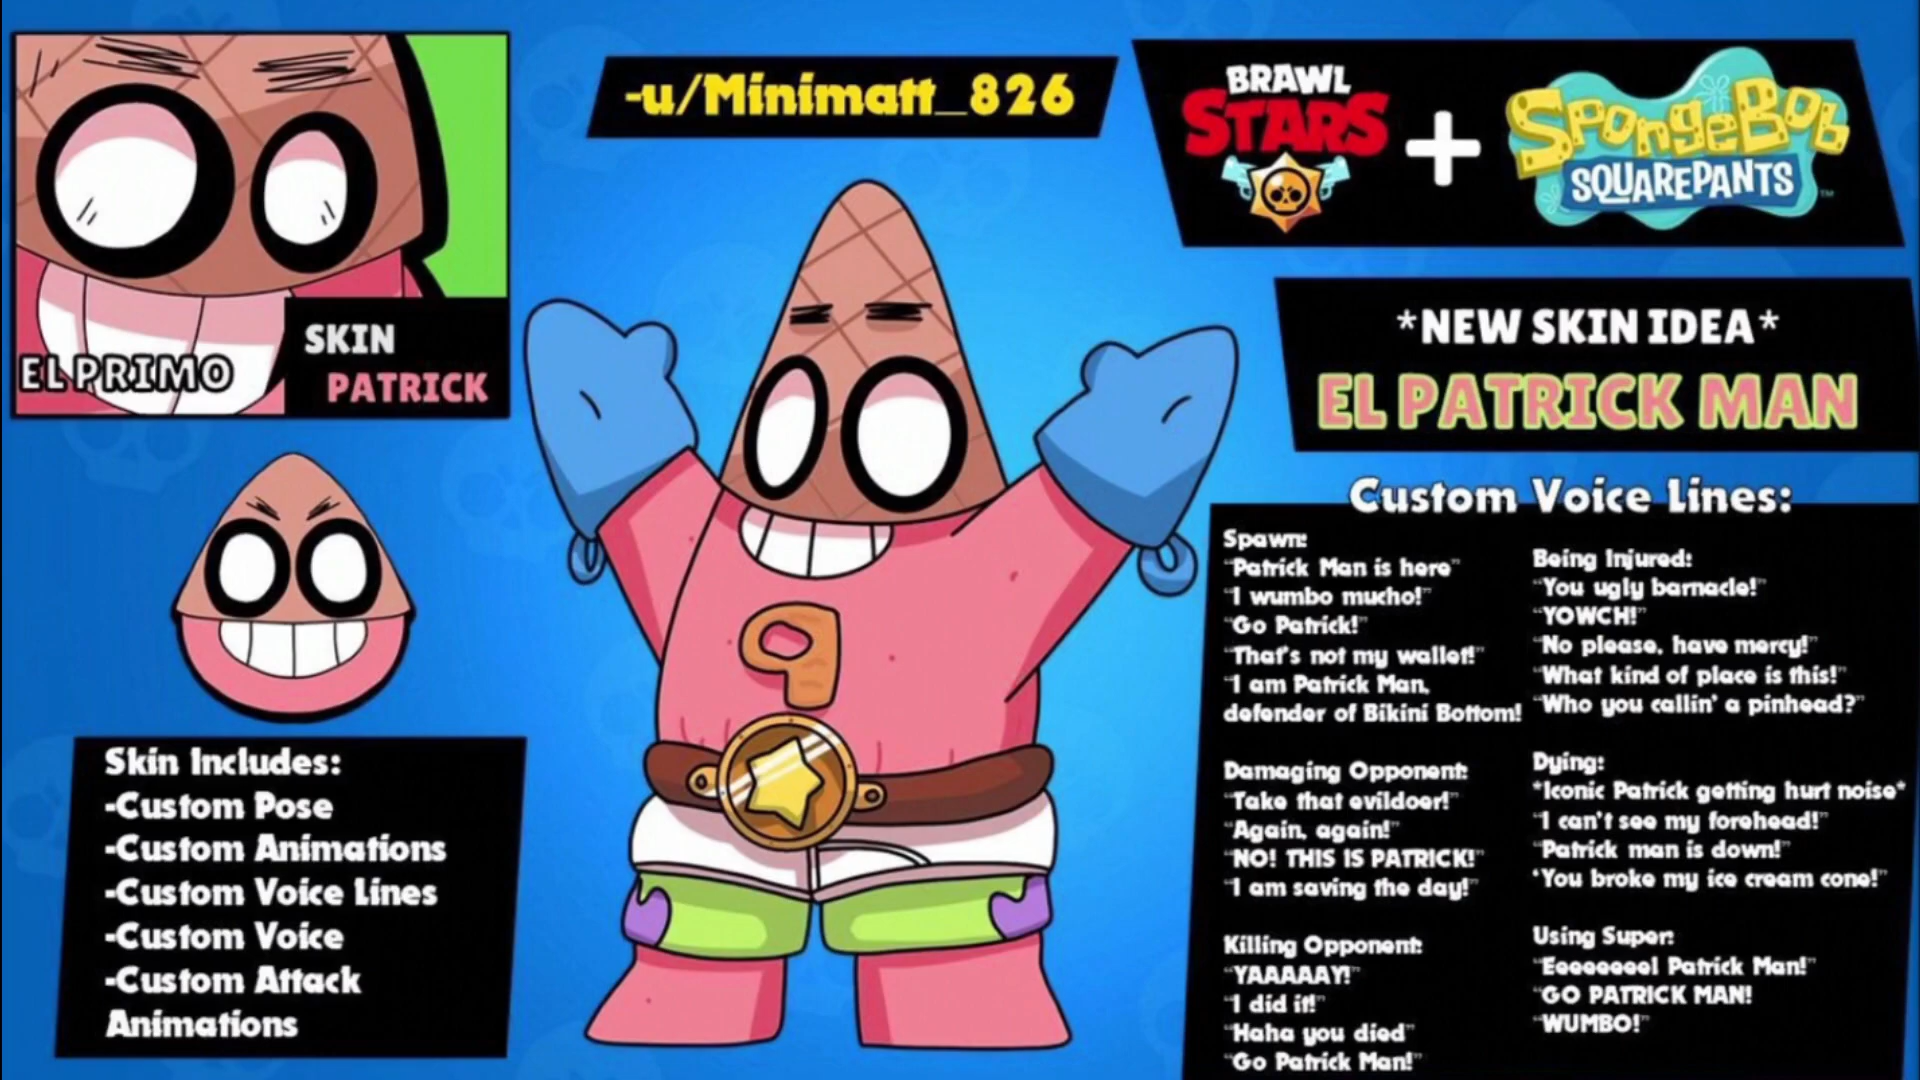 -u/Minimatt_826
BRAWL
STARS
+
SPONGEBOB
SQUAREPANTS
™
EL PRIMO
SKIN
PATRICK
*NEW SKIN IDEA*
EL PATRICK MAN
Skin Includes:
-Custom Pose
-Custom Animations
-Custom Voice Lines
-Custom Voice
-Custom Attack
Animations
Custom Voice Lines:
Spawn:
"Patrick Man is here"
"I wumbo mucho!"
"Go Patrick!"
"That's not my wallet!"
"I am Patrick Man,
defender of Bikini Bottom!
Damaging Opponent:
"Take that evildoer!"
"Again, again!"
"NO! THIS IS PATRICK!"
"I am saving the day!"
Killing Opponent:
"YAAAAAY!"
"I did it!"
"Haha you died"
"Go Patrick Man!"
Being Injured:
"You ugly barnacle!"
"YOWCH!"
"No please, have mercy!"
"What kind of place is this!"
"Who you callin' a pinhead?"
Dying:
*Iconic Patrick getting hurt noise*
"I can't see my forehead!"
"Patrick man is down!"
"You broke my ice cream cone!"
Using Super:
"Eeeeeeeel Patrick Man!"
"GO PATRICK MAN!
"WUMBO!"